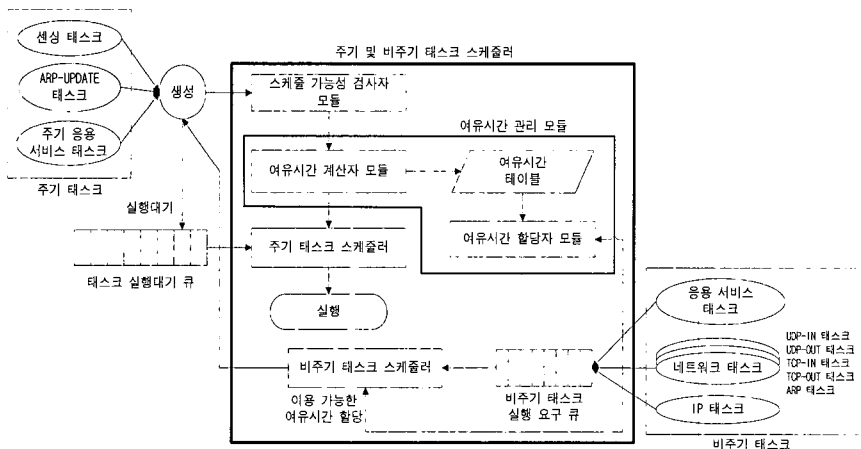 센싱 태스크
ARP-UPDATE
태스크
주기 응용
서비스 태스크
주기 태스크
생성
실행대기
태스크 실행대기 큐
주기 및 비주기 태스크 스케쥴러
스케쥴 가능성 검사자
모듈
여유시간 관리 모듈
여유시간 계산자 모듈
여유시간
테이블
주기 태스크 스케쥴러
여유시간 할당자 모듈
실행
비주기 태스크 스케쥴러
이용 가능한
여유시간 할당
비주기 태스크
실행 요구 큐
응용 서비스
태스크
네트워크 태스크
UDP-IN 태스크
UDP-OUT 태스크
TCP-IN 태스크
TCP-OUT 태스크
ARP 태스크
IP 태스크
비주기 태스크